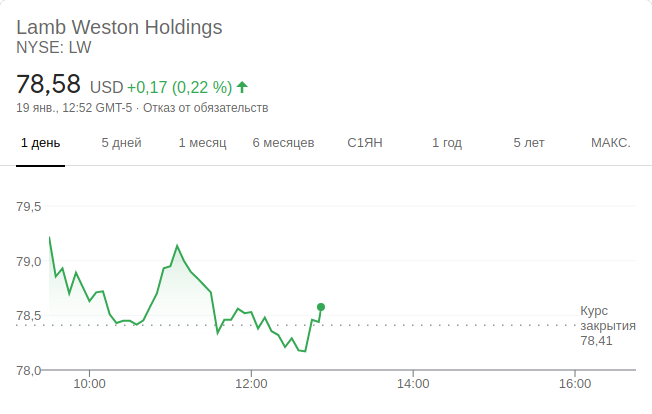 Lamb Weston Holdings
NYSE: LW
78,58 USD +0,17 (0,22 %)
19 янв., 12:52 GMT-5 · Отказ от обязательств
1 день 5 дней 1 месяц 6 месяцев С1ЯН 1 год 5 лет МАКС.
79,5
79,0
78,5
78,0
Курс
закрытия
78,41
10:00 12:00 14:00 16:00